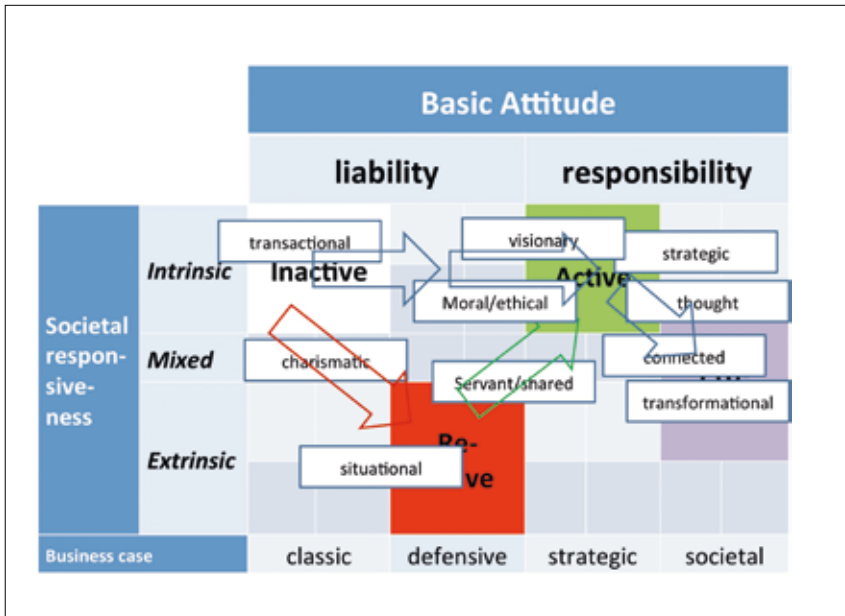 Basic Attitude
liability
responsibility
transactional
visionary
strategic
Intrinsic
Inactive
Active
Moral/ethical
thought
Societal
respon-
sive-
ness
Mixed
charismatic
Servant/shared
connected
transformational
Extrinsic
situational
Re-
Business case
classic
defensive
strategic
societal